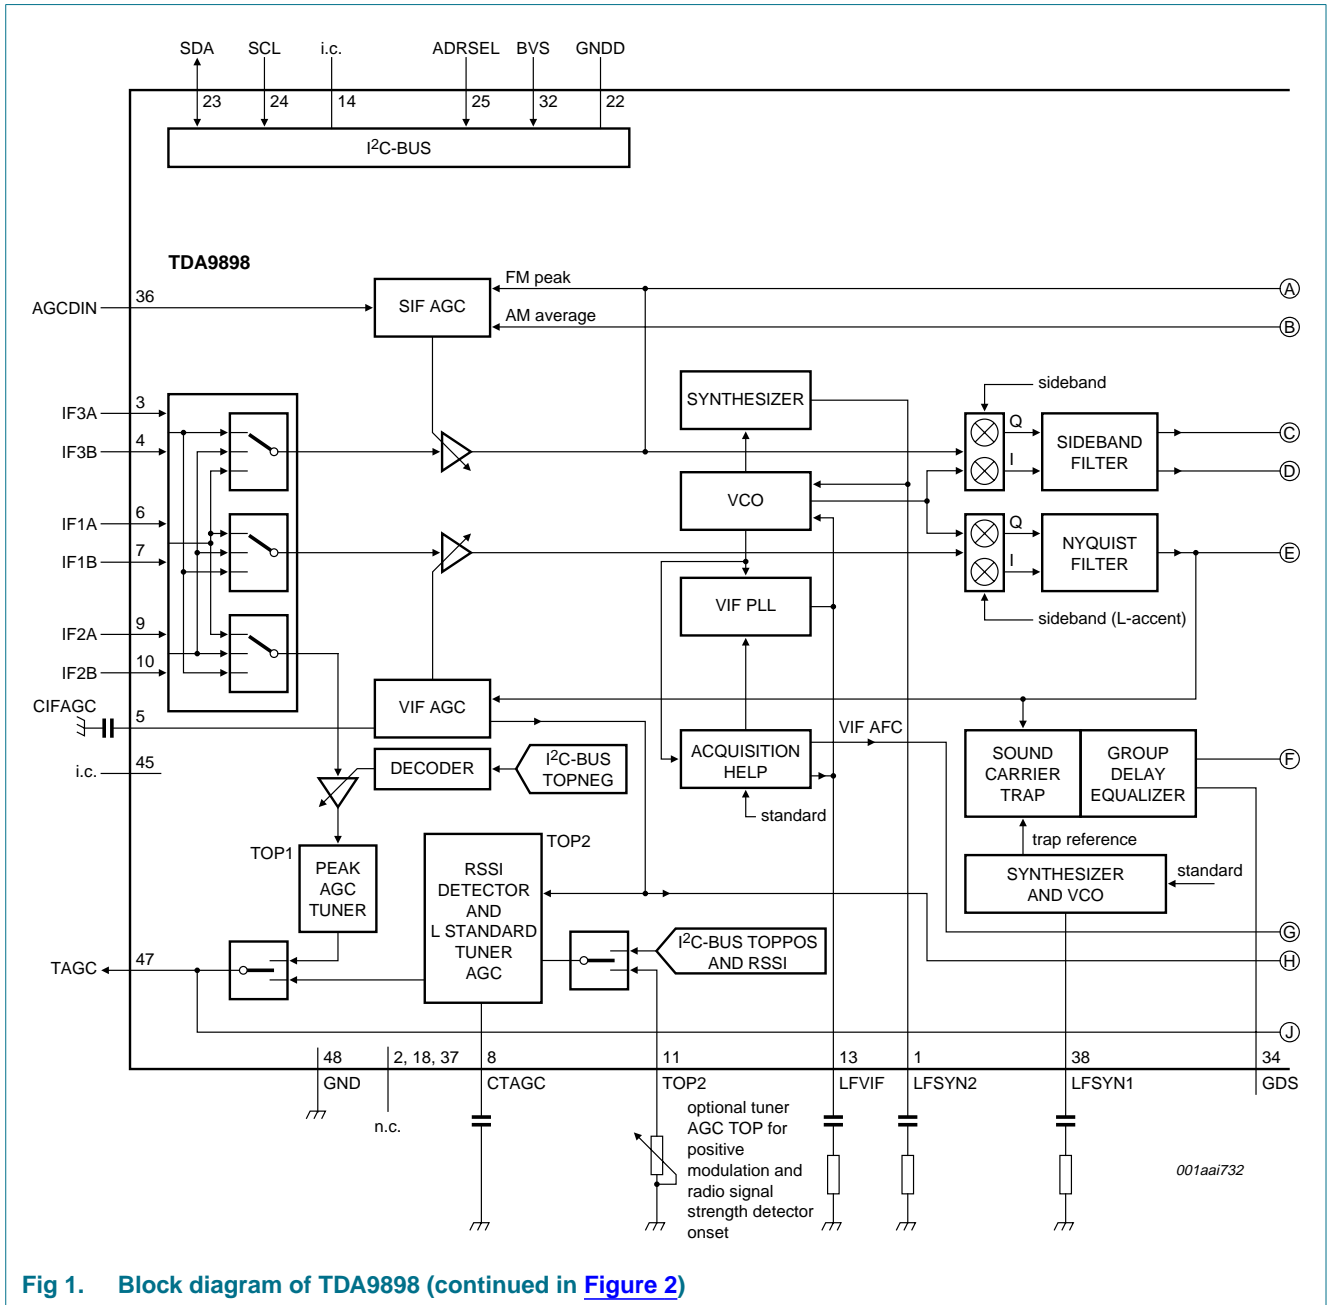 SDA SCL i.c. ADRSEL BVS GNDD
23 24 14 25 32 22
I²C-BUS
TDA9898
AGCDIN 36
SIF AGC
FM peak
A
AM average
B
IF3A 3
IF3B 4
IF1A 6
IF1B 7
IF2A 9
IF2B 10
CIFAGC
5
i.c. 45
SYNTHESIZER
VCO
VIF PLL
sideband
Q
I
SIDEBAND
FILTER
C
D
Q
I
NYQUIST
FILTER
E
sideband (L-accent)
VIF AGC
DECODER
I²C-BUS
TOPNEG
ACQUISITION
HELP
VIF AFC
standard
SOUND
CARRIER
TRAP
GROUP
DELAY
EQUALIZER
F
trap reference
SYNTHESIZER
AND VCO
standard
TOP1
PEAK
AGC
TUNER
TOP2
RSSI
DETECTOR
AND
L STANDARD
TUNER
AGC
I²C-BUS TOPPOS
AND RSSI
G
H
TAGC 47
J
48 2, 18, 37 8 11 13 1 38 34
GND CTAGC TOP2 LFVIF LFSYN2 LFSYN1 GDS
n.c.
optional tuner
AGC TOP for
positive
modulation and
radio signal
strength detector
onset
001aai732
Fig 1. Block diagram of TDA9898 (continued in Figure 2)